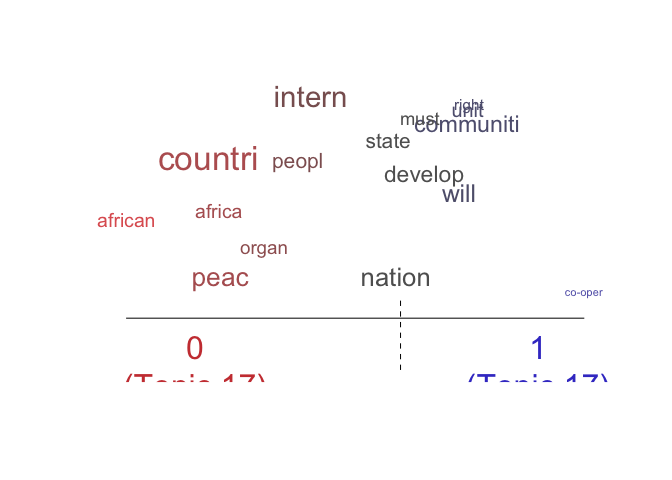 intern
right
unit
must
communiti
state
countri
peopl
develop
will
africa
african
organ
peac
nation
co-oper
0
1
(Topic 17)
(Topic 17)